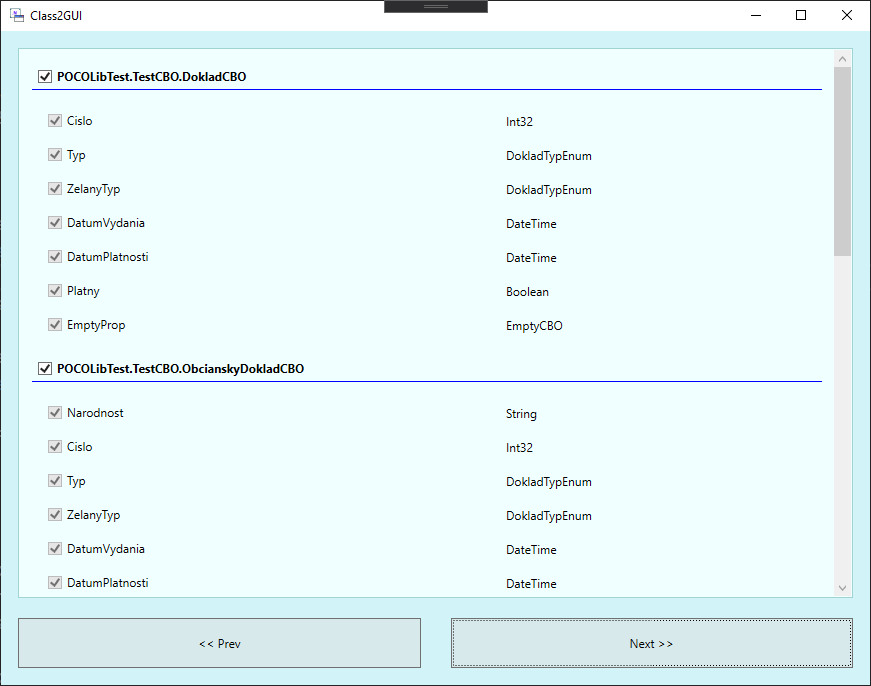 Class2GUI
POCOLibTest.TestCBO.DokladCBO
Cislo Int32
Typ DokladTypEnum
ZelanyTyp DokladTypEnum
DatumVydania DateTime
DatumPlatnosti DateTime
Platny Boolean
EmptyProp EmptyCBO
POCOLibTest.TestCBO.ObcianskyDokladCBO
Narodnost String
Cislo Int32
Typ DokladTypEnum
ZelanyTyp DokladTypEnum
DatumVydania DateTime
DatumPlatnosti DateTime
<< Prev Next >>